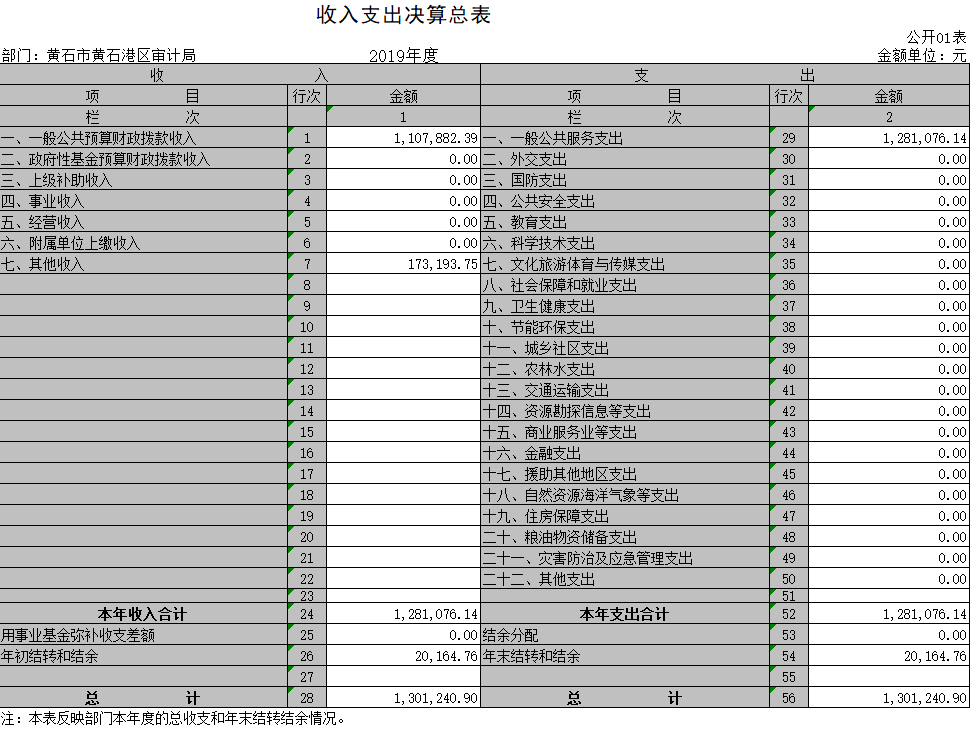 收入支出决算总表
公开01表
部门：黄石市黄石港区审计局 2019年度 金额单位：元
收 入 支 出
项 目 行次 金额 项 目 行次 金额
栏 次 1 栏 次 2
一、一般公共预算财政拨款收入 1 1,107,882.39 一、一般公共服务支出 29 1,281,076.14
二、政府性基金预算财政拨款收入 2 0.00 二、外交支出 30 0.00
三、上级补助收入 3 0.00 三、国防支出 31 0.00
四、事业收入 4 0.00 四、公共安全支出 32 0.00
五、经营收入 5 0.00 五、教育支出 33 0.00
六、附属单位上缴收入 6 0.00 六、科学技术支出 34 0.00
七、其他收入 7 173,193.75 七、文化旅游体育与传媒支出 35 0.00
8 八、社会保障和就业支出 36 0.00
9 九、卫生健康支出 37 0.00
10 十、节能环保支出 38 0.00
11 十一、城乡社区支出 39 0.00
12 十二、农林水支出 40 0.00
13 十三、交通运输支出 41 0.00
14 十四、资源勘探信息等支出 42 0.00
15 十五、商业服务业等支出 43 0.00
16 十六、金融支出 44 0.00
17 十七、援助其他地区支出 45 0.00
18 十八、自然资源海洋气象等支出 46 0.00
19 十九、住房保障支出 47 0.00
20 二十、粮油物资储备支出 48 0.00
21 二十一、灾害防治及应急管理支出 49 0.00
22 二十二、其他支出 50 0.00
23 51
本年收入合计 24 1,281,076.14 本年支出合计 52 1,281,076.14
用事业基金弥补收支差额 25 0.00 结余分配 53 0.00
年初结转和结余 26 20,164.76 年末结转和结余 54 20,164.76
27 55
总 计 28 1,301,240.90 总 计 56 1,301,240.90
注：本表反映部门本年度的总收支和年末结转结余情况。